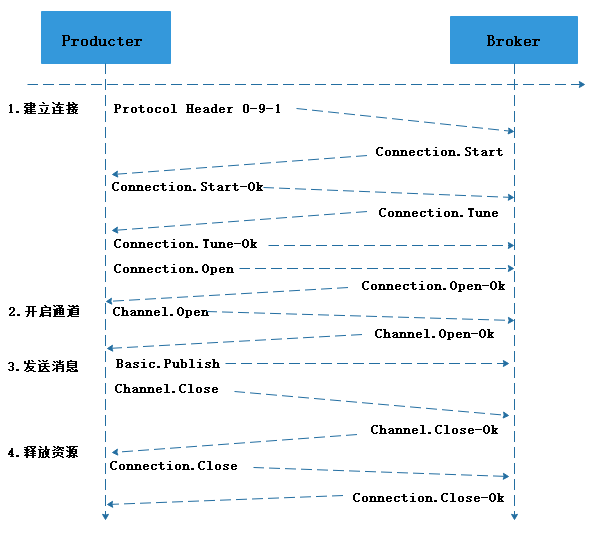 Producter
Broker
1.建立连接
Protocol Header 0-9-1
Connection.Start
Connection.Start-Ok
Connection.Tune
Connection.Tune-Ok
Connection.Open
Connection.Open-Ok
2.开启通道
Channel.Open
Channel.Open-Ok
3.发送消息
Basic.Publish
Channel.Close
Channel.Close-Ok
4.释放资源
Connection.Close
Connection.Close-Ok